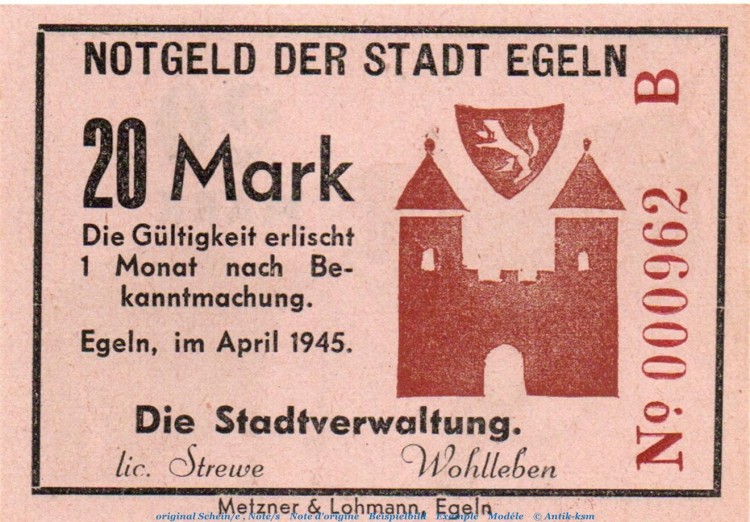 NOTGELD DER STADT EGELN
20 Mark
Die Gültigkeit erlischt
1 Monat nach Be-
kanntmachung.
Egeln, im April 1945.
Die Stadtverwaltung.
lic. Strewe Wohlleben
Metzner & Lohmann, Egeln
B
No. 000962
original Schein/e , Note/s Note d'origine Beispielbild Example Modéle © Antik-ksm